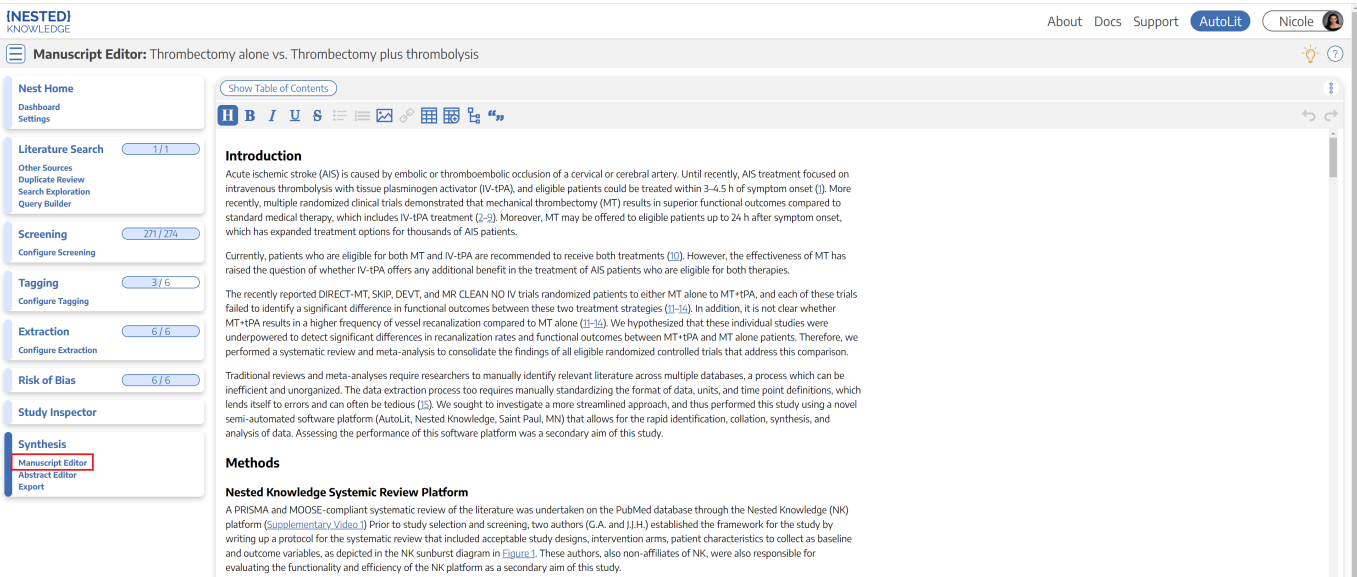 {NESTED}
KNOWLEDGE
About Docs Support AutoLit Nicole
Manuscript Editor: Thrombectomy alone vs. Thrombectomy plus thrombolysis
?
Nest Home
Dashboard
Settings
Literature Search 1 / 1
Other Sources
Duplicate Review
Search Exploration
Query Builder
Screening 271 / 274
Configure Screening
Tagging 3 / 6
Configure Tagging
Extraction 6 / 6
Configure Extraction
Risk of Bias 6 / 6
Study Inspector
Synthesis
Manuscript Editor
Abstract Editor
Export
Show Table of Contents
H B I U S
Introduction
Acute ischemic stroke (AIS) is caused by embolic or thromboembolic occlusion of a cervical or cerebral artery. Until recently, AIS treatment focused on
intravenous thrombolysis with tissue plasminogen activator (IV-tPA), and eligible patients could be treated within 3–4.5 h of symptom onset (1). More
recently, multiple randomized clinical trials demonstrated that mechanical thrombectomy (MT) results in superior functional outcomes compared to
standard medical therapy, which includes IV-tPA treatment (2–9). Moreover, MT may be offered to eligible patients up to 24 h after symptom onset,
which has expanded treatment options for thousands of AIS patients.
Currently, patients who are eligible for both MT and IV-tPA are recommended to receive both treatments (10). However, the effectiveness of MT has
raised the question of whether IV-tPA offers any additional benefit in the treatment of AIS patients who are eligible for both therapies.
The recently reported DIRECT-MT, SKIP, DEVT, and MR CLEAN NO IV trials randomized patients to either MT alone to MT+tPA, and each of these trials
failed to identify a significant difference in functional outcomes between these two treatment strategies (11–14). In addition, it is not clear whether
MT+tPA results in a higher frequency of vessel recanalization compared to MT alone (11–14). We hypothesized that these individual studies were
underpowered to detect significant differences in recanalization rates and functional outcomes between MT+tPA and MT alone patients. Therefore, we
performed a systematic review and meta-analysis to consolidate the findings of all eligible randomized controlled trials that address this comparison.
Traditional reviews and meta-analyses require researchers to manually identify relevant literature across multiple databases, a process which can be
inefficient and unorganized. The data extraction process too requires manually standardizing the format of data, units, and time point definitions, which
lends itself to errors and can often be tedious (15). We sought to investigate a more streamlined approach, and thus performed this study using a novel
semi-automated software platform (AutoLit, Nested Knowledge, Saint Paul, MN) that allows for the rapid identification, collation, synthesis, and
analysis of data. Assessing the performance of this software platform was a secondary aim of this study.
Methods
Nested Knowledge Systemic Review Platform
A PRISMA and MOOSE-compliant systematic review of the literature was undertaken on the PubMed database through the Nested Knowledge (NK)
platform (Supplementary Video 1) Prior to study selection and screening, two authors (G.A. and J.J.H.) established the framework for the study by
writing up a protocol for the systematic review that included acceptable study designs, intervention arms, patient characteristics to collect as baseline
and outcome variables, as depicted in the NK sunburst diagram in Figure 1. These authors, also non-affiliates of NK, were also responsible for
evaluating the functionality and efficiency of the NK platform as a secondary aim of this study.